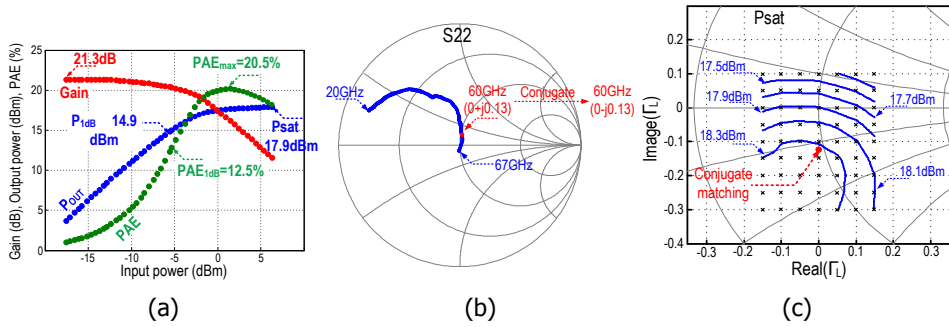 Gain (dB), Output power (dBm), PAE (%)
25
20
15
10
5
0
21.3dB
Gain
PAEmax=20.5%
P1dB 14.9
dBm
Psat
17.9dBm
PAE1dB=12.5%
POUT
PAE
-15 -10 -5 0 5
Input power (dBm)
(a)
S22
20GHz
60GHz Conjugate 60GHz
(0+j0.13) (0-j0.13)
67GHz
(b)
Psat
Image(ΓL)
0.1
0
-0.1
-0.2
-0.3
-0.4
17.5dBm
17.9dBm
17.7dBm
18.3dBm
Conjugate
matching
18.1dBm
-0.3 -0.2 -0.1 0 0.1 0.2 0.3
Real(ΓL)
(c)